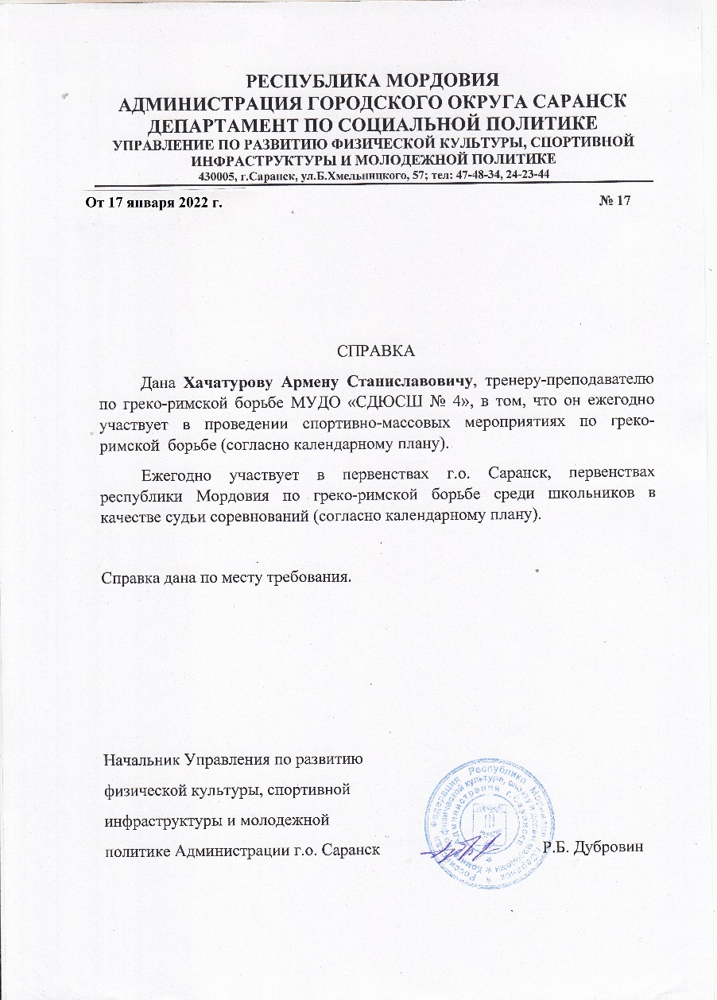 РЕСПУБЛИКА МОРДОВИЯ
АДМИНИСТРАЦИЯ ГОРОДСКОГО ОКРУГА САРАНСК
ДЕПАРТАМЕНТ ПО СОЦИАЛЬНОЙ ПОЛИТИКЕ
УПРАВЛЕНИЕ ПО РАЗВИТИЮ ФИЗИЧЕСКОЙ КУЛЬТУРЫ, СПОРТИВНОЙ
ИНФРАСТРУКТУРЫ И МОЛОДЕЖНОЙ ПОЛИТИКЕ
430005, г.Саранск, ул.Б.Хмельницкого, 57; тел: 47-48-34, 24-23-44
От 17 января 2022 г. № 17
СПРАВКА
Дана Хачатурову Армену Станиславовичу, тренеру-преподавателю
по греко-римской борьбе МУДО «СДЮСШ № 4», в том, что он ежегодно
участвует в проведении спортивно-массовых мероприятиях по греко-
римской борьбе (согласно календарному плану).
Ежегодно участвует в первенствах г.о. Саранск, первенствах
республики Мордовия по греко-римской борьбе среди школьников в
качестве судьи соревнований (согласно календарному плану).
Справка дана по месту требования.
Начальник Управления по развитию
физической культуры, спортивной
инфраструктуры и молодежной
политике Администрации г.о. Саранск
Р.Б. Дубровин
Республика